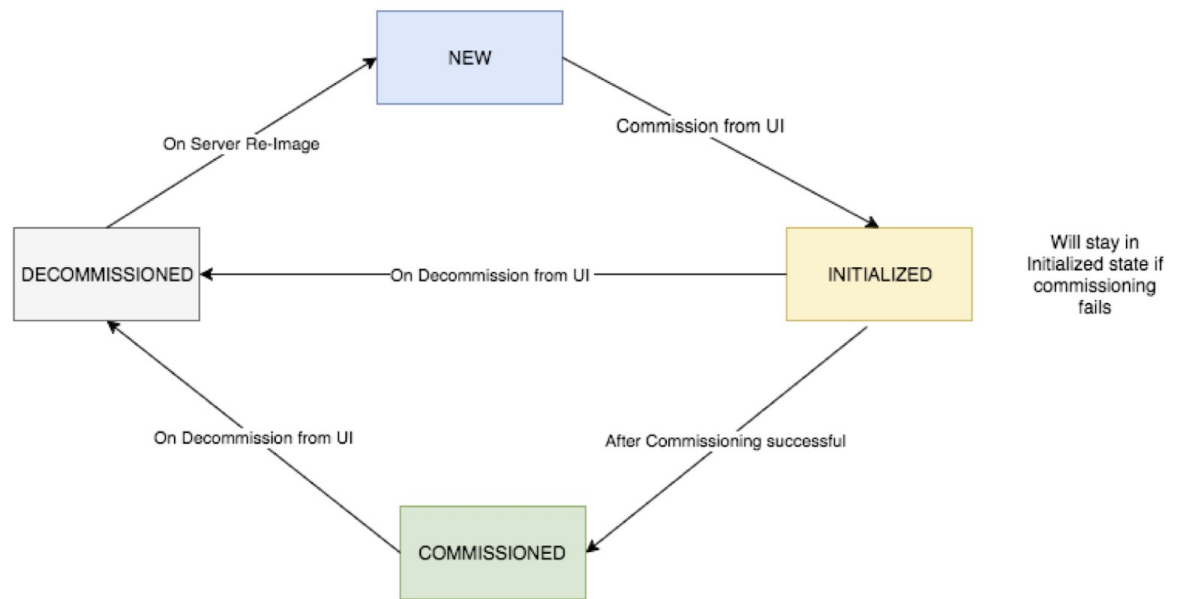 NEW
Commission from UI
On Server Re-Image
DECOMMISSIONED
On Decommission from UI
INITIALIZED
Will stay in
Initialized state if
commissioning
fails
On Decommission from UI
After Commissioning successful
COMMISSIONED